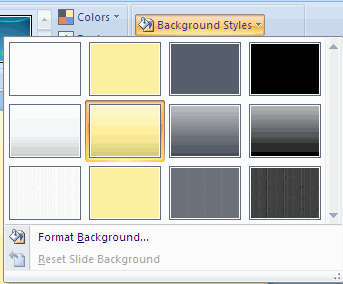 Colors
Background Styles
Format Background...
Reset Slide Background